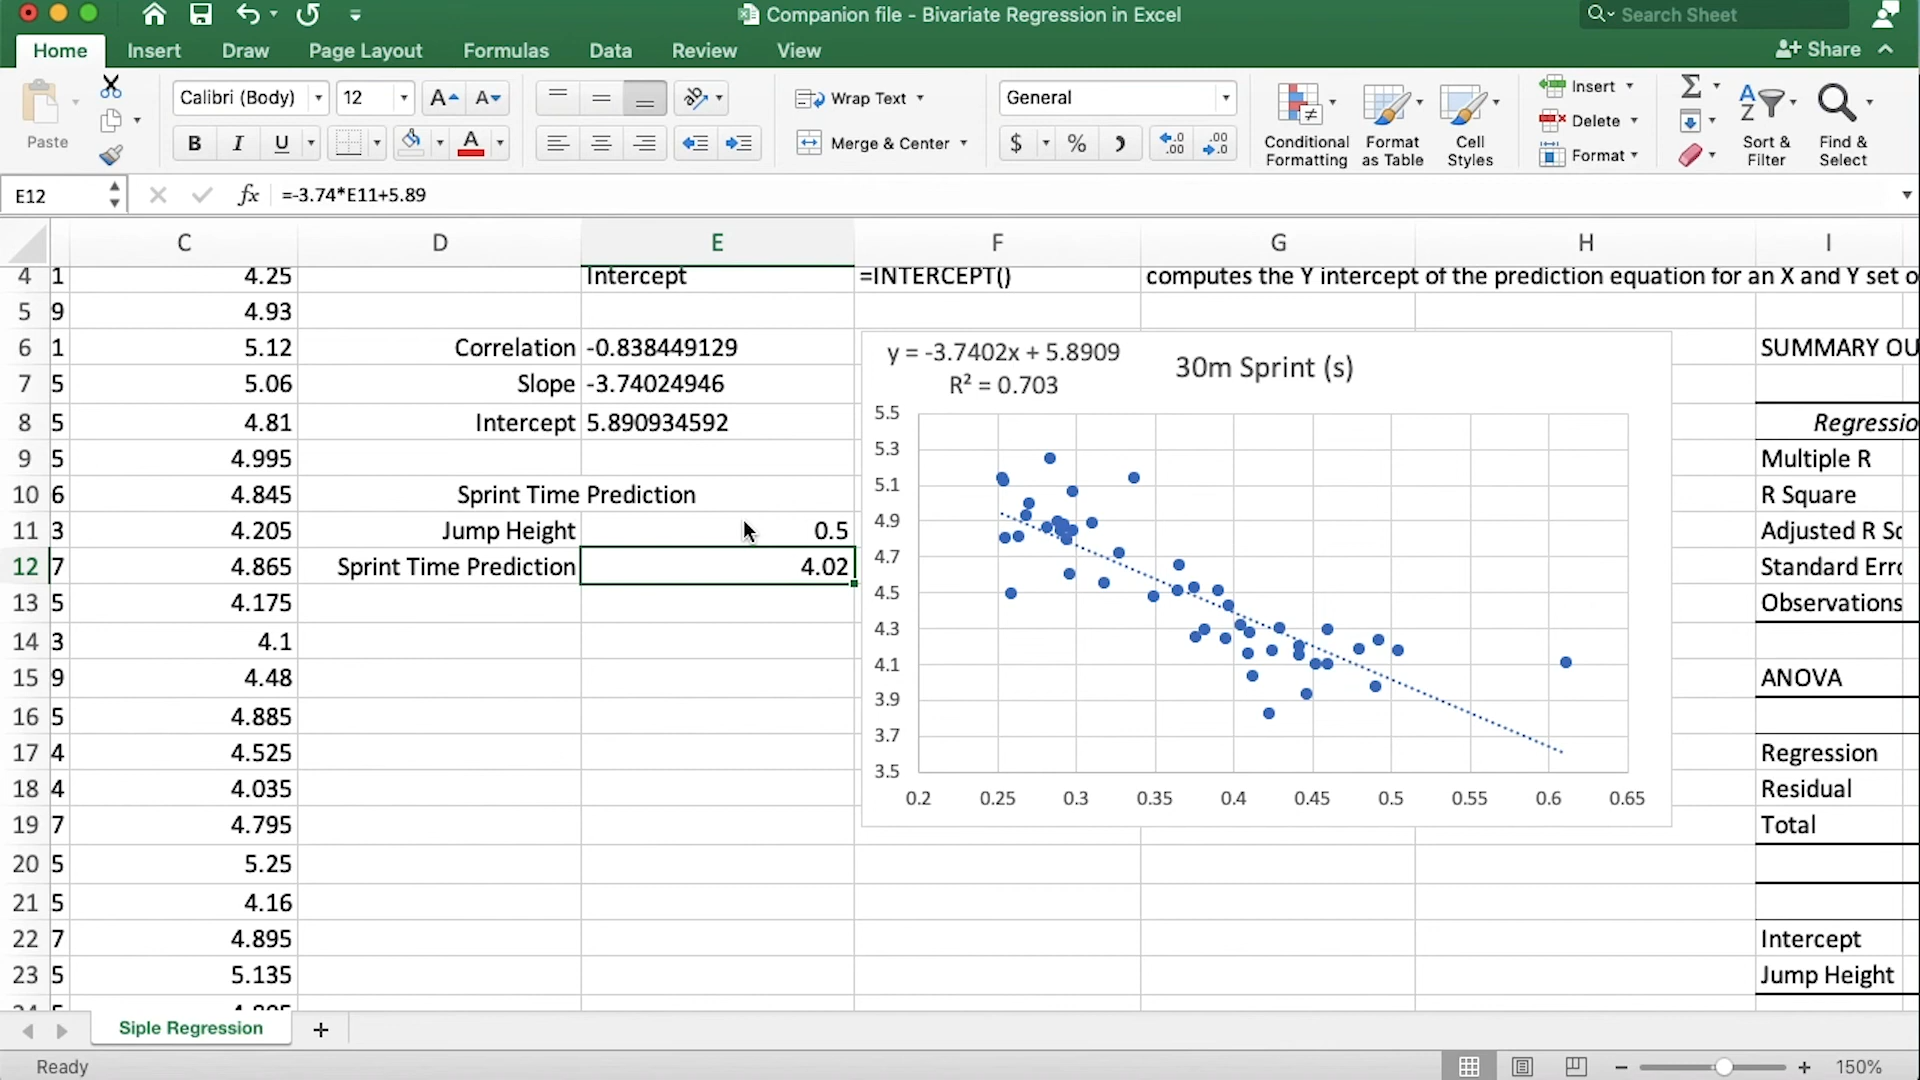 Companion file - Bivariate Regression in Excel
Search Sheet
Home Insert Draw Page Layout Formulas Data Review View
Share
Paste
Calibri (Body) 12
A A
B I U A
Wrap Text
Merge & Center
General
$ % .0 .00 .00 .0
Conditional Formatting
Format as Table
Cell Styles
Insert
Delete
Format
Sort & Filter
Find & Select
E12 fx =-3.74*E11+5.89
C D E F G H I
4 1 4.25 Intercept =INTERCEPT() computes the Y intercept of the prediction equation for an X and Y set
5 9 4.93
6 1 5.12 Correlation -0.838449129 SUMMARY
7 5 5.06 Slope -3.74024946
8 5 4.81 Intercept 5.890934592
9 5 4.995 Multiple R
10 6 4.845 Sprint Time Prediction R Square
11 3 4.205 Jump Height 0.5 Adjusted R
12 7 4.865 Sprint Time Prediction 4.02 Standard
13 5 4.175 Observations
14 3 4.1
15 9 4.48 ANOVA
16 5 4.885
17 4 4.525 Regression
18 4 4.035 Residual
19 7 4.795 Total
20 5 5.25
21 5 4.16
22 7 4.895 Intercept
23 5 5.135 Jump Height
y = -3.7402x + 5.8909
R² = 0.703
30m Sprint (s)
5.5
5.3
5.1
4.9
4.7
4.5
4.3
4.1
3.9
3.7
3.5
0.2 0.25 0.3 0.35 0.4 0.45 0.5 0.55 0.6 0.65
Siple Regression
Ready
150%